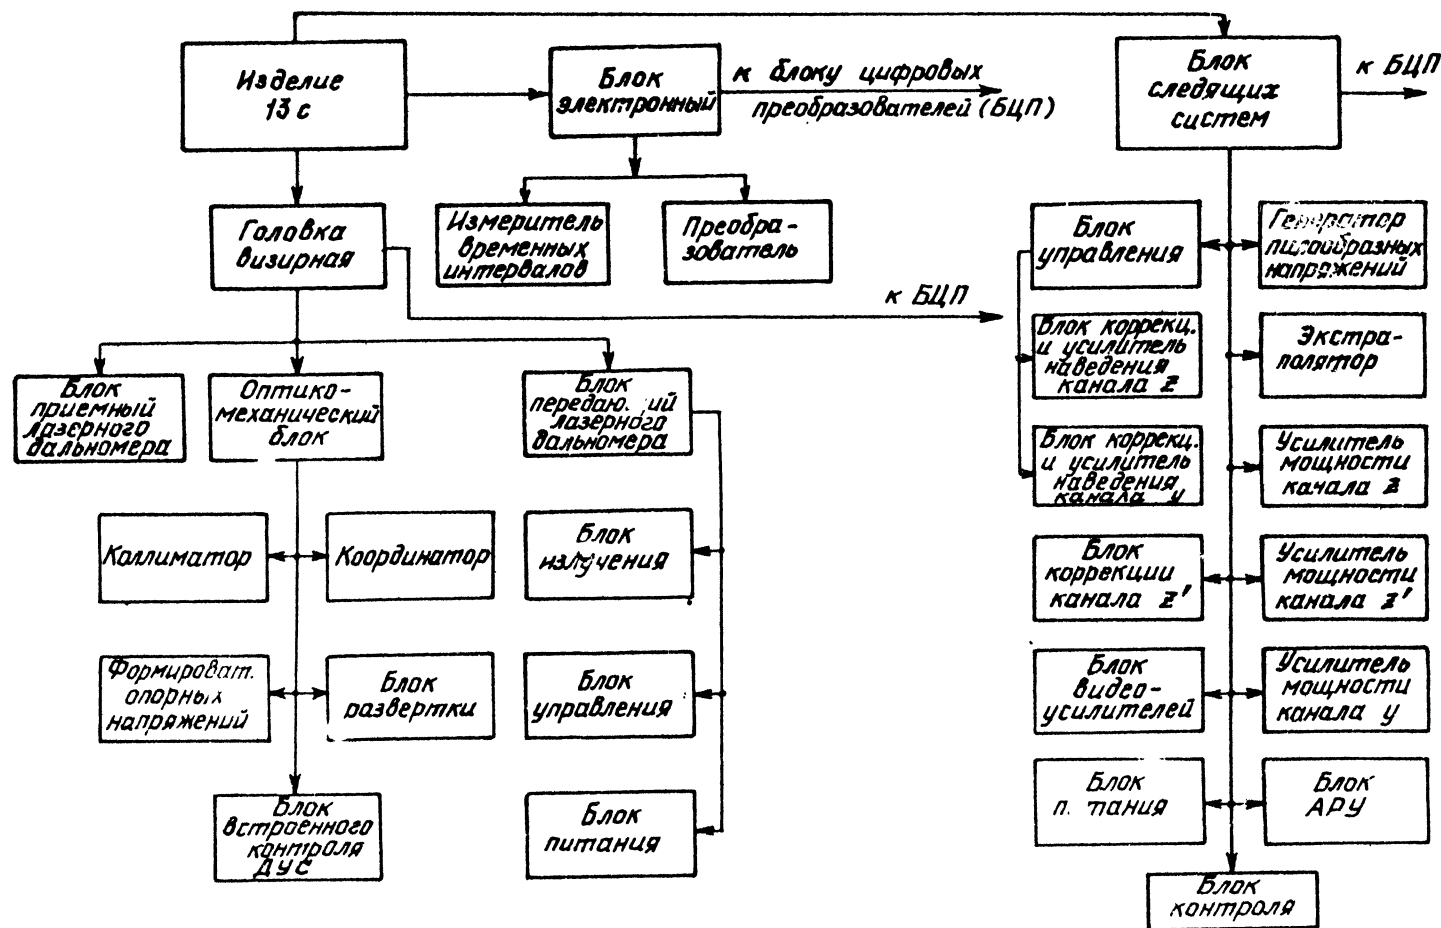 Изделие
13 с
Блок
электронный
к блоку цифровых
преобразователей (БЦП)
Блок
следящих
систем
к БЦП
Головка
визирная
Измеритель
временных
интервалов
Преобра-
зователь
к БЦП
Блок
управления
Генератор
пилообразных
напряжений
Блок коррекц.
и усилитель
наведения
канала Z
Экстра-
полятор
Блок
приемный
лазерного
дальномера
Оптико-
механический
блок
Блок
лазерного
дальномера
Блок коррекц.
и усилитель
наведения
канала y
Усилитель
мощности
канала Z
Коллиматор
Координатор
Блок
излучения
Блок
коррекции
канала Z'
Усилитель
мощности
канала Z'
Формироват.
опорных
напряжений
Блок
развертки
Блок
управления
Блок
видео-
усилителей
Усилитель
мощности
канала y
Блок
встроенного
контроля
ДУС
Блок
питания
Блок
Блок
АРУ
Блок
контроля